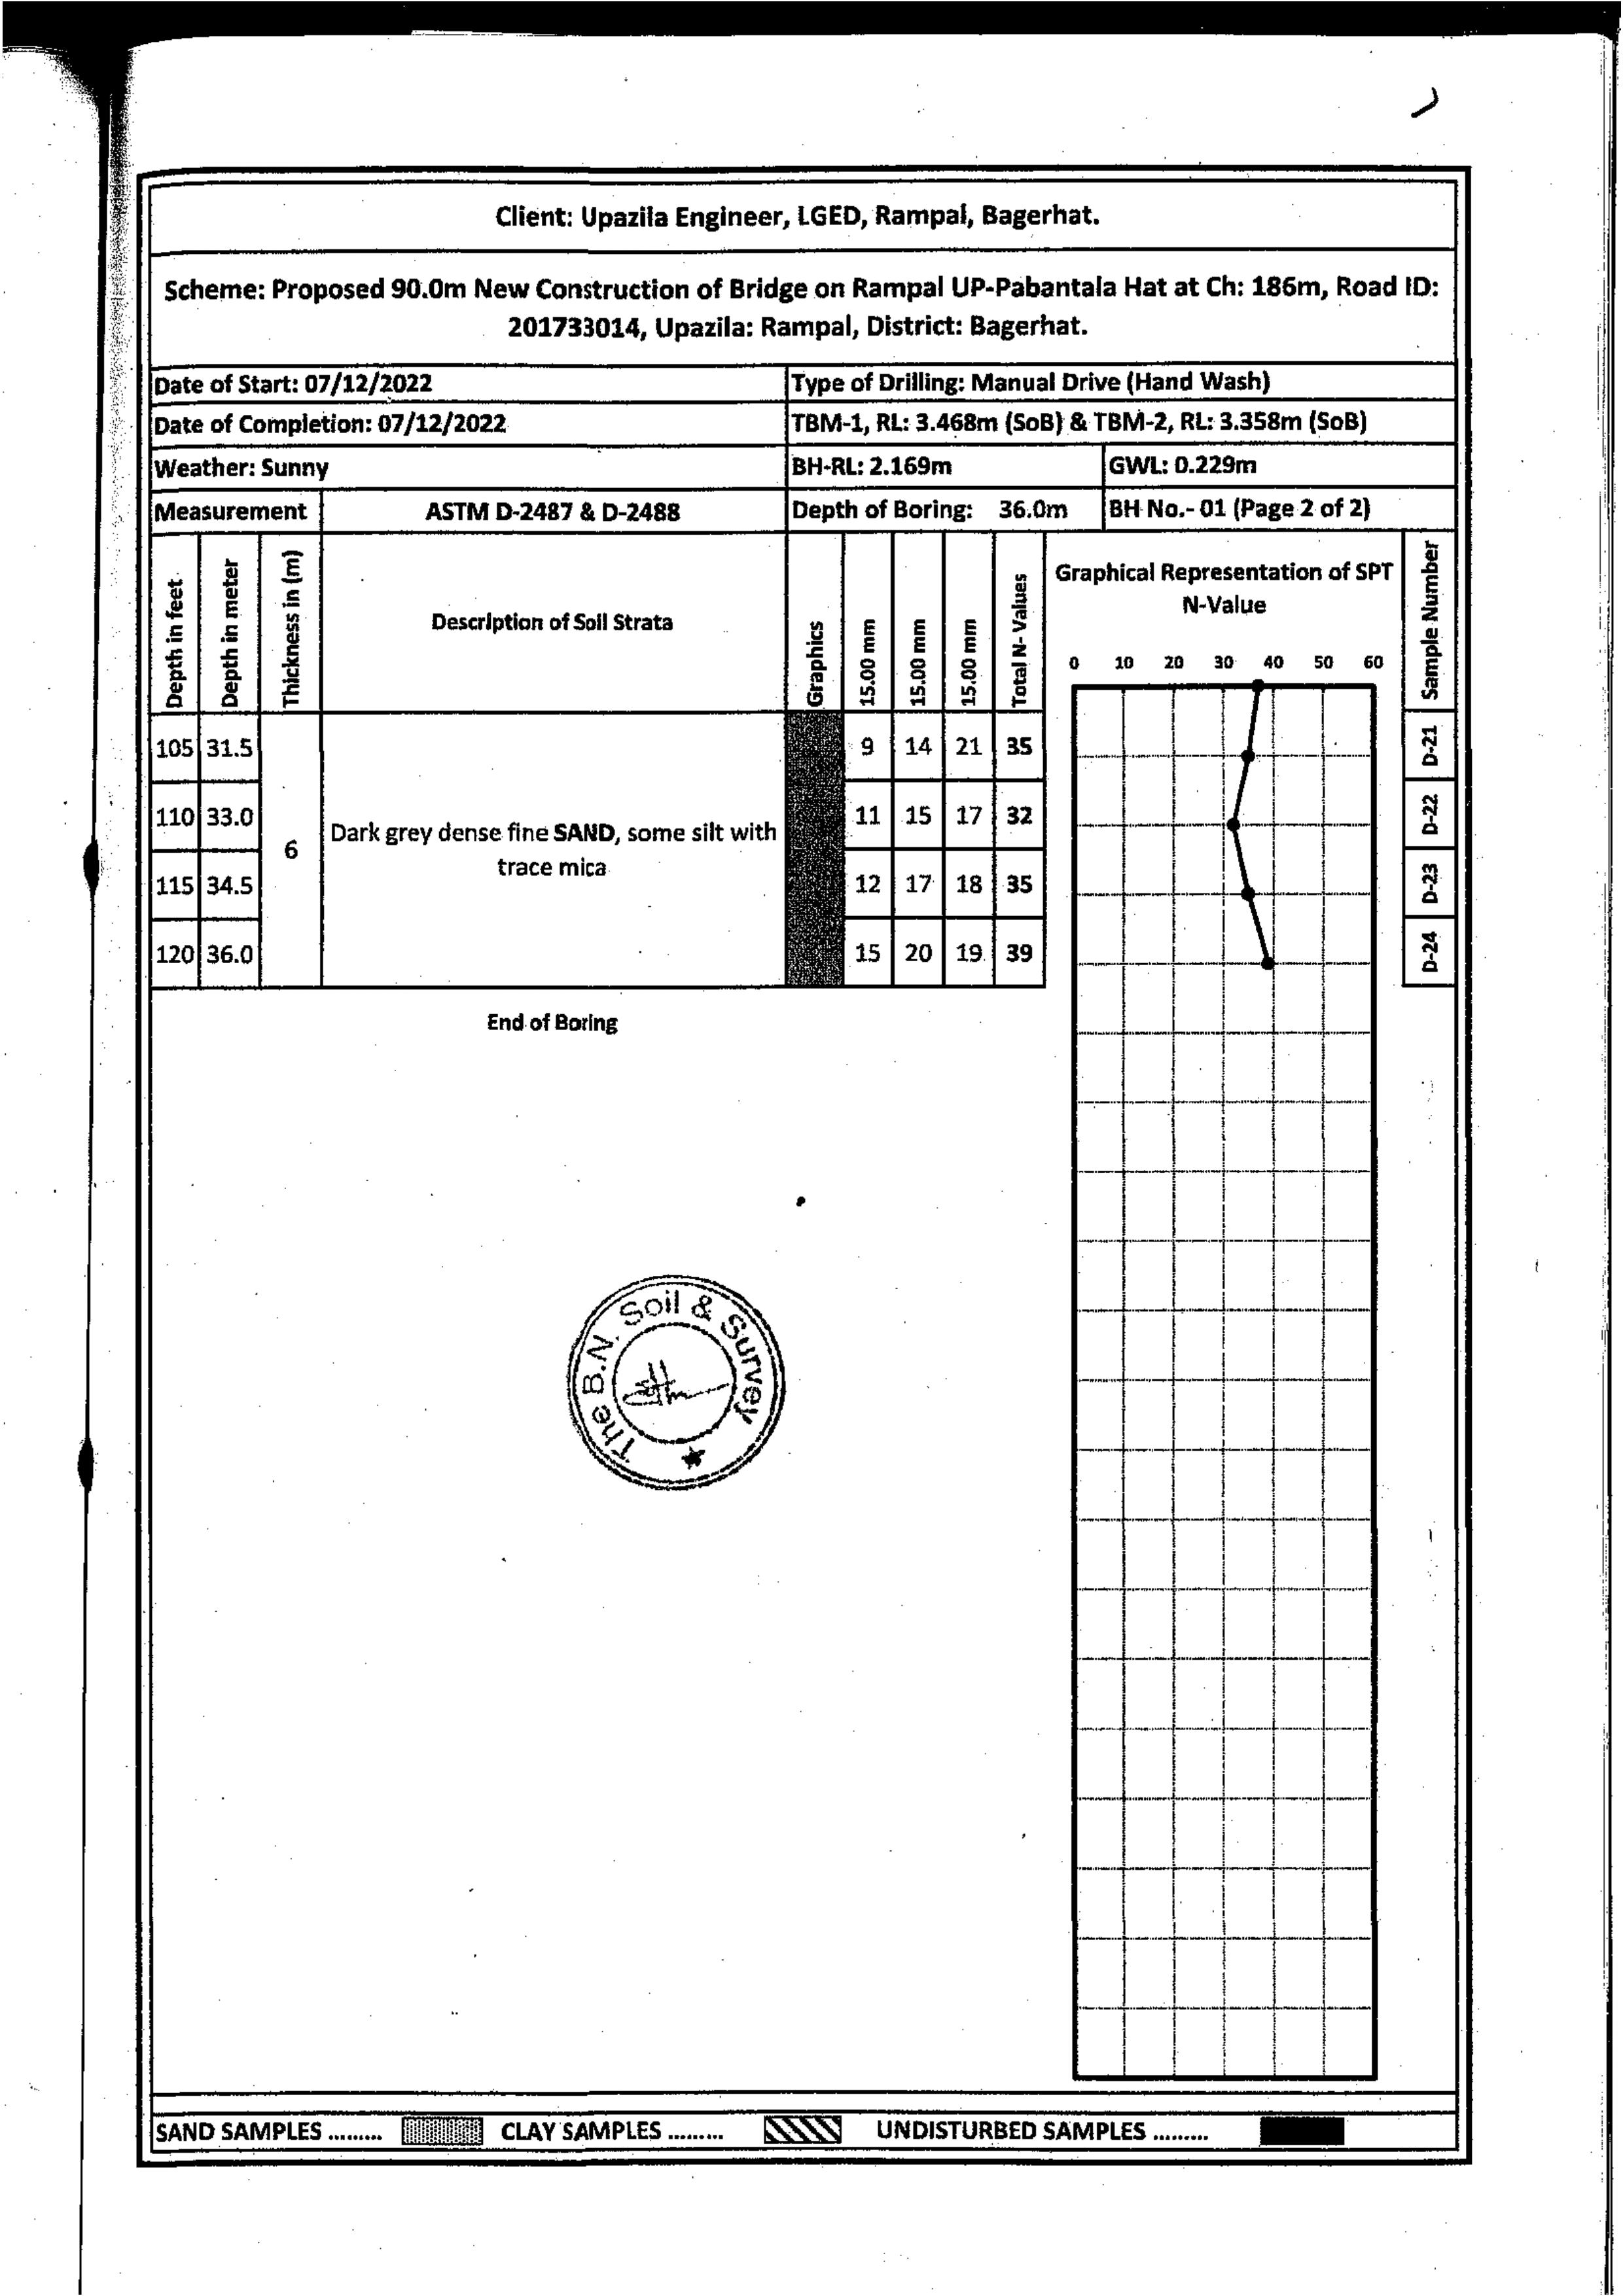 Client: Upazila Engineer, LGED, Rampal, Bagerhat.
Scheme: Proposed 90.0m New Construction of Bridge on Rampal UP-Pabantala Hat at Ch: 186m, Road ID:
201733014, Upazila: Rampal, District: Bagerhat.
Date of Start: 07/12/2022 Type of Drilling: Manual Drive (Hand Wash)
Date of Completion: 07/12/2022 TBM-1, RL: 3.468m (SoB) & TBM-2, RL: 3.358m (SoB)
Weather: Sunny BH-RL: 2.169m GWL: 0.229m
Measurement ASTM D-2487 & D-2488 Depth of Boring: 36.0m BH No.- 01 (Page 2 of 2)
Depth in feet
Depth in meter
Thickness in (m)
Description of Soil Strata
Graphics
15.00 mm
15.00 mm
15.00 mm
Total N- Values
Graphical Representation of SPT
N-Value
0 10 20 30 40 50 60
Sample Number
105 31.5 9 14 21 35 D-21
110 33.0 11 15 17 32 D-22
6
Dark grey dense fine SAND, some silt with
trace mica
115 34.5 12 17 18 35 D-23
120 36.0 15 20 19 39 D-24
End of Boring
The B.N. Soil & Survey
SAND SAMPLES ......... CLAY SAMPLES ......... UNDISTURBED SAMPLES .........